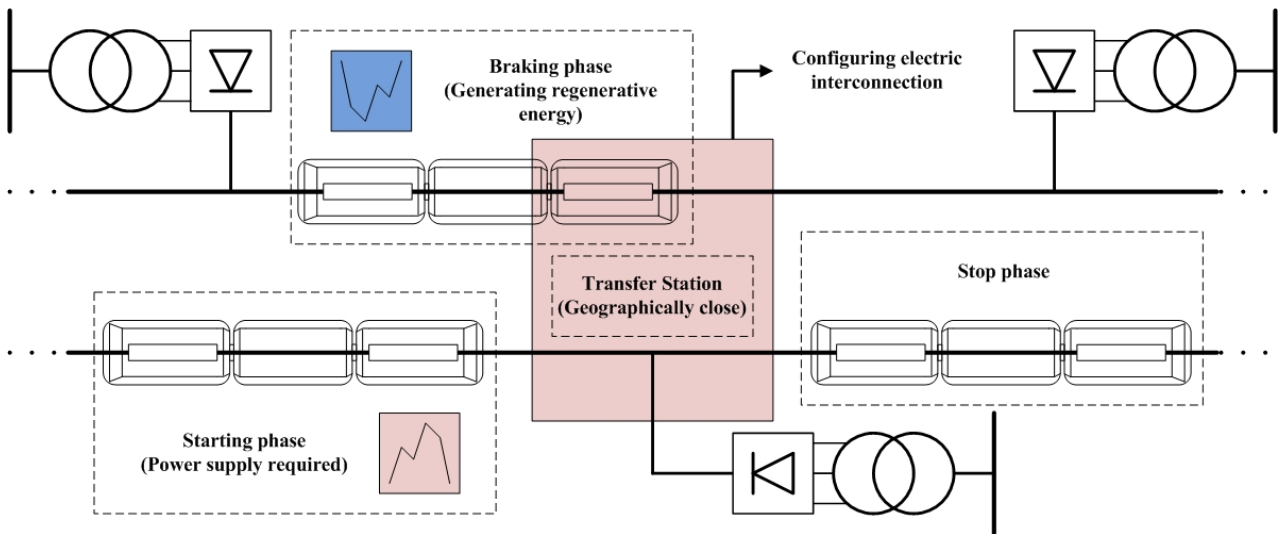 Braking phase
(Generating regenerative
energy)
Configuring electric
interconnection
Transfer Station
(Geographically close)
Stop phase
Starting phase
(Power supply required)